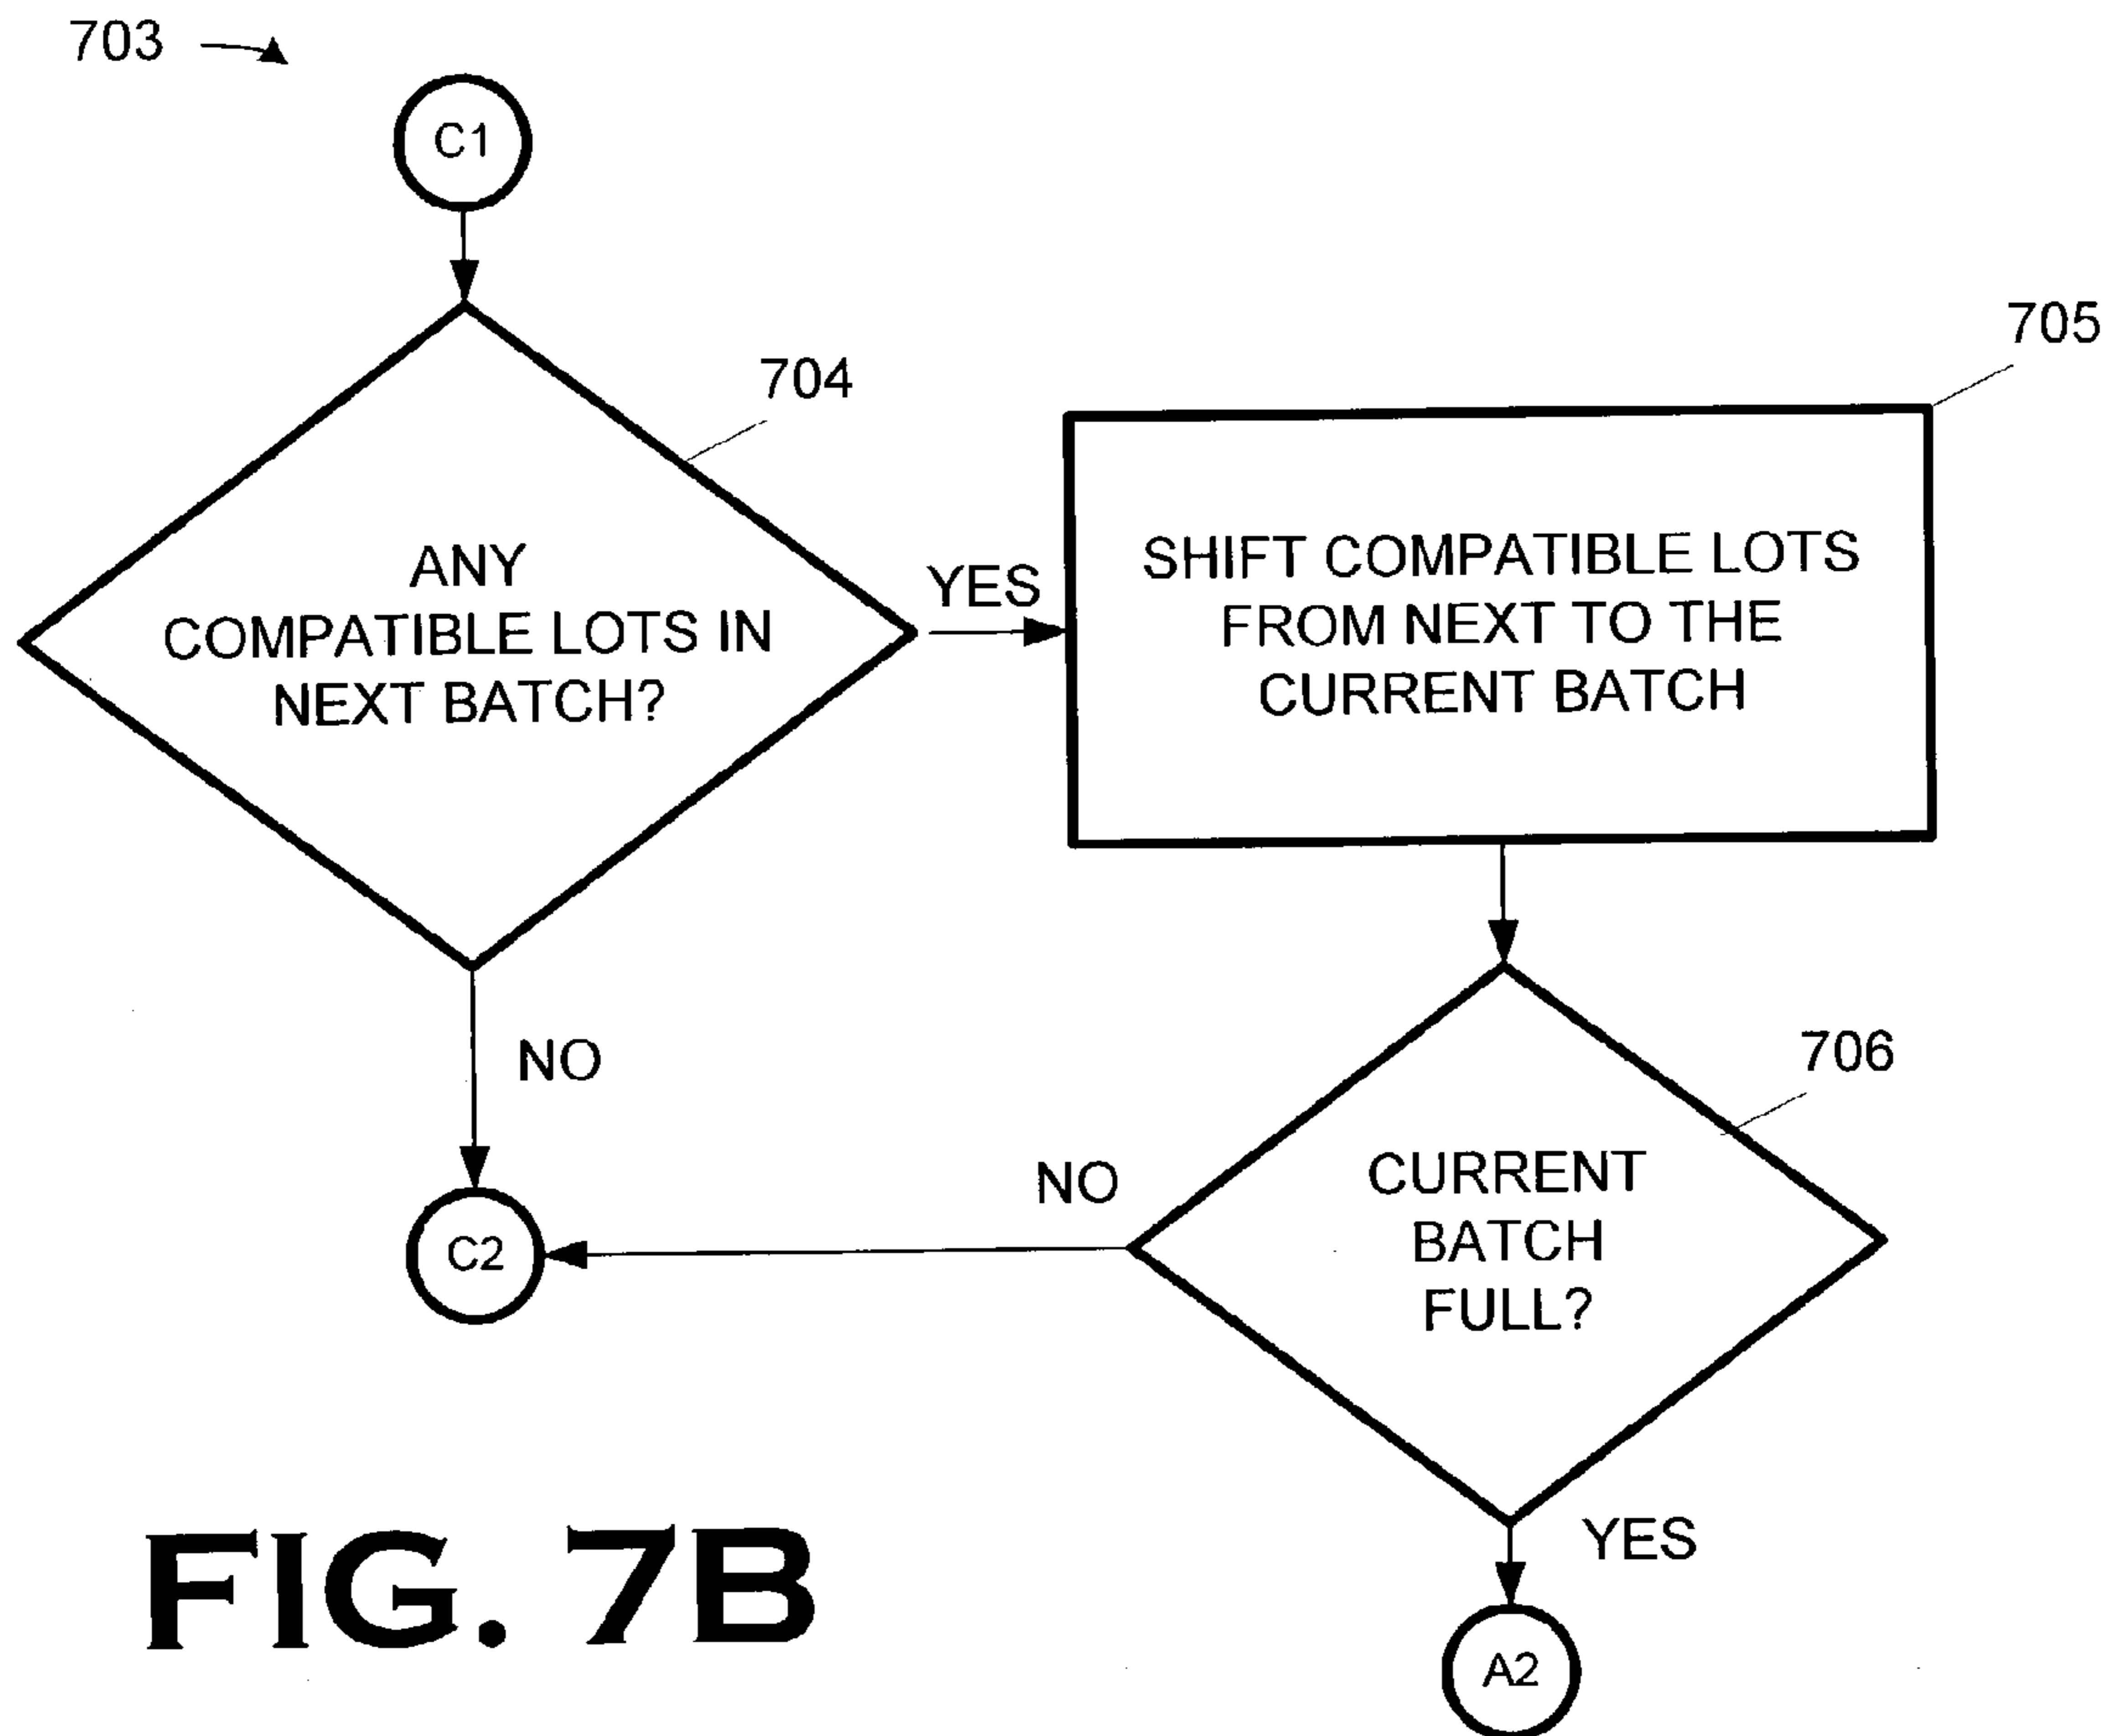 703
C1
704
705
ANY
COMPATIBLE LOTS IN
NEXT BATCH?
YES
SHIFT COMPATIBLE LOTS
FROM NEXT TO THE
CURRENT BATCH
NO
706
NO
CURRENT
BATCH
FULL?
C2
YES
A2
FIG. 7B